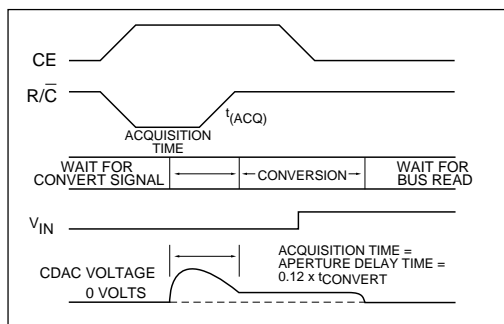 CE
R/C̅
t(ACQ)
ACQUISITION
TIME
WAIT FOR
CONVERT SIGNAL
CONVERSION
WAIT FOR
BUS READ
VIN
CDAC VOLTAGE
0 VOLTS
ACQUISITION TIME =
APERTURE DELAY TIME =
0.12 x tCONVERT